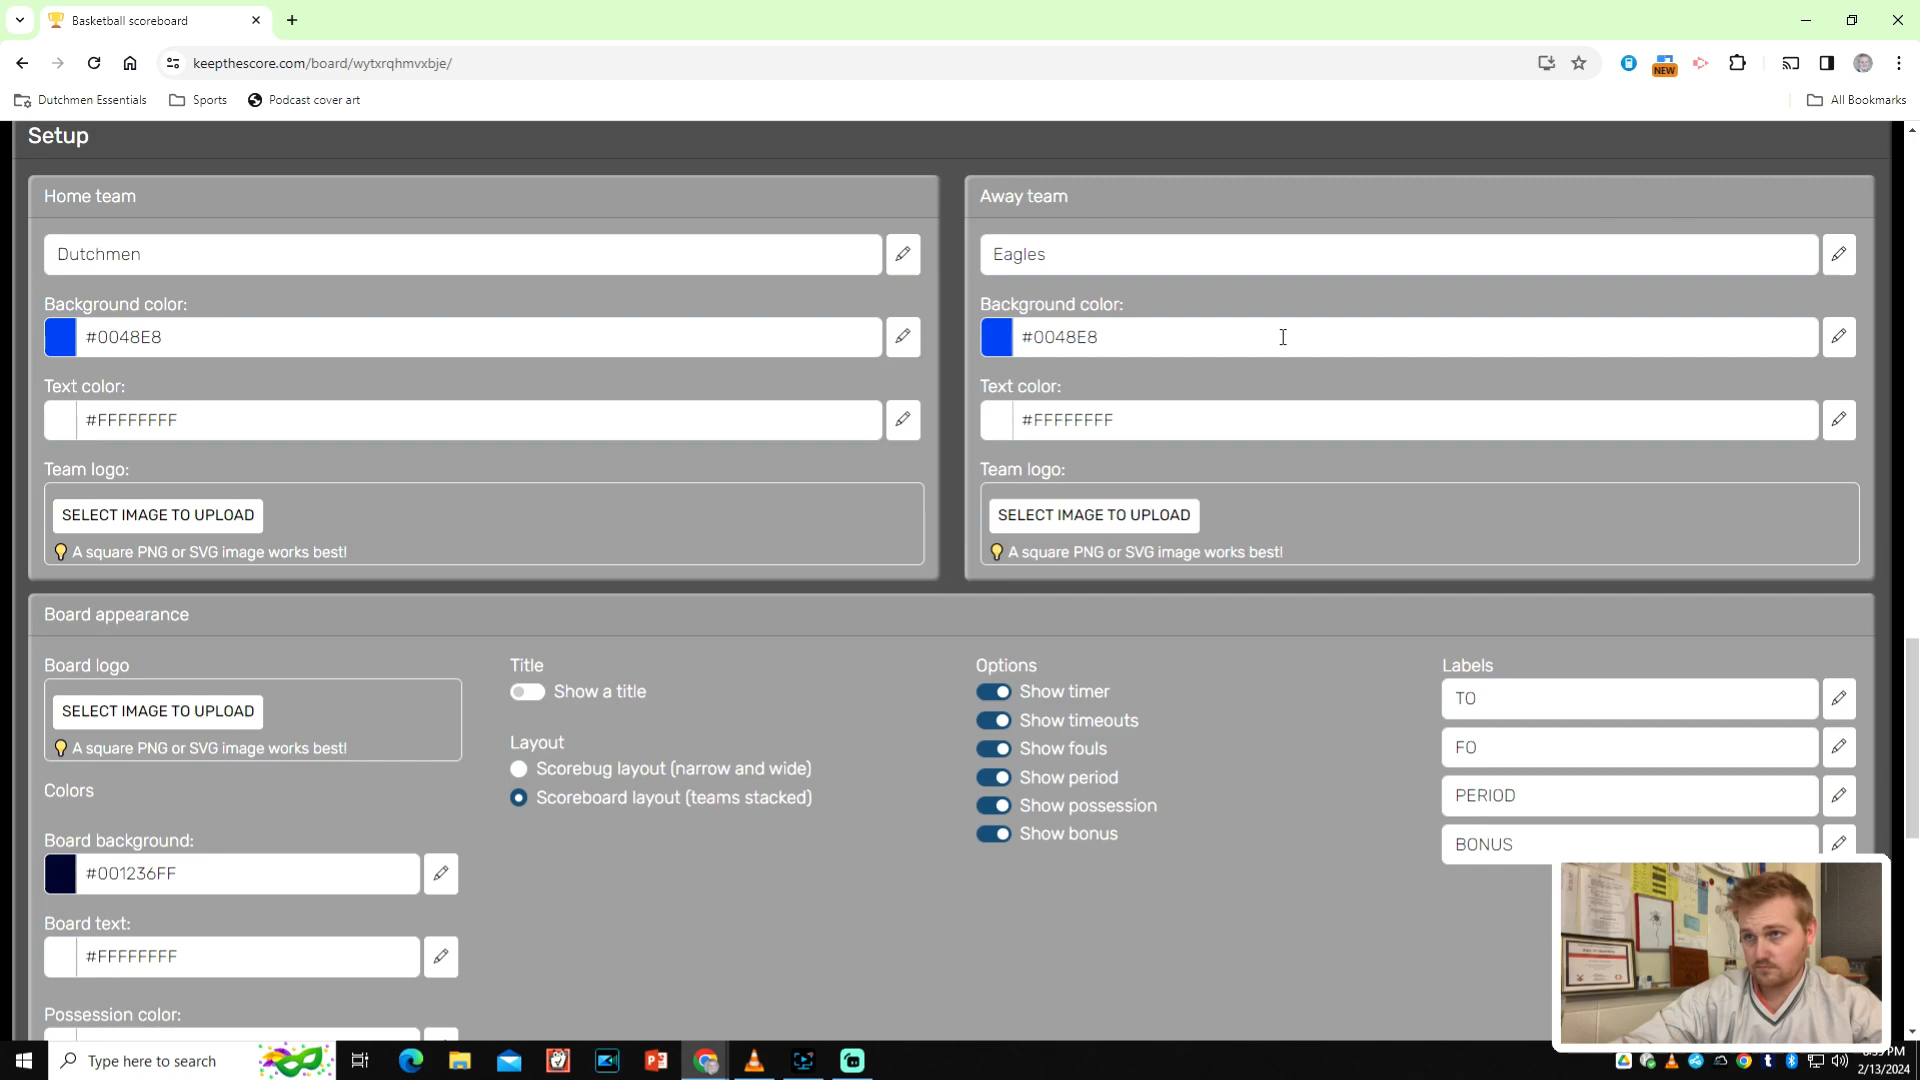 Basketball scoreboard
keepthescore.com/board/wytxrqhmvxbje/
NEW
Dutchmen Essentials
Sports
Podcast cover art
All Bookmarks
Setup
Home team
Dutchmen
Background color:
#0048E8
Text color:
#FFFFFFFF
Team logo:
SELECT IMAGE TO UPLOAD
A square PNG or SVG image works best!
Away team
Eagles
Background color:
#0048E8
Text color:
#FFFFFFFF
Team logo:
SELECT IMAGE TO UPLOAD
A square PNG or SVG image works best!
Board appearance
Board logo
SELECT IMAGE TO UPLOAD
A square PNG or SVG image works best!
Colors
Board background:
#001236FF
Board text:
#FFFFFFFF
Possession color:
Title
Show a title
Layout
Scorebug layout (narrow and wide)
Scoreboard layout (teams stacked)
Options
Show timer
Show timeouts
Show fouls
Show period
Show possession
Show bonus
Labels
TO
FO
PERIOD
BONUS
Type here to search
PM
2/13/2024